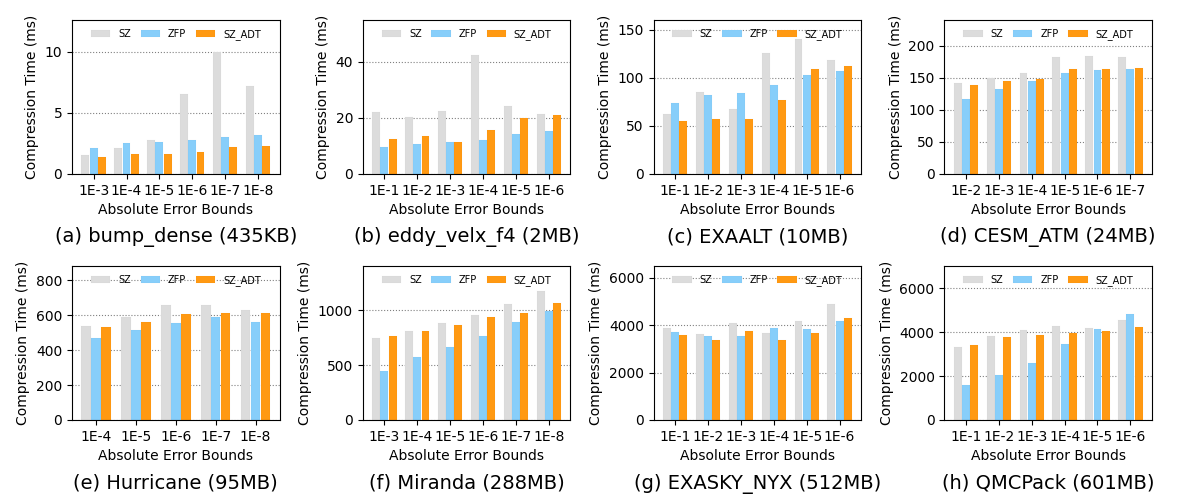 Compression Time (ms)
10
5
0
SZ ZFP SZ_ADT
1E-3 1E-4 1E-5 1E-6 1E-7 1E-8
Absolute Error Bounds
(a) bump_dense (435KB)
Compression Time (ms)
40
20
0
SZ ZFP SZ_ADT
1E-1 1E-2 1E-3 1E-4 1E-5 1E-6
Absolute Error Bounds
(b) eddy_velx_f4 (2MB)
Compression Time (ms)
150
100
50
0
SZ ZFP SZ_ADT
1E-1 1E-2 1E-3 1E-4 1E-5 1E-6
Absolute Error Bounds
(c) EXAALT (10MB)
Compression Time (ms)
200
150
100
50
0
SZ ZFP SZ_ADT
1E-2 1E-3 1E-4 1E-5 1E-6 1E-7
Absolute Error Bounds
(d) CESM_ATM (24MB)
Compression Time (ms)
800
600
400
200
0
SZ ZFP SZ_ADT
1E-4 1E-5 1E-6 1E-7 1E-8
Absolute Error Bounds
(e) Hurricane (95MB)
Compression Time (ms)
1000
500
0
SZ ZFP SZ_ADT
1E-3 1E-4 1E-5 1E-6 1E-7 1E-8
Absolute Error Bounds
(f) Miranda (288MB)
Compression Time (ms)
6000
4000
2000
0
SZ ZFP SZ_ADT
1E-1 1E-2 1E-3 1E-4 1E-5 1E-6
Absolute Error Bounds
(g) EXASKY_NYX (512MB)
Compression Time (ms)
6000
4000
2000
0
SZ ZFP SZ_ADT
1E-1 1E-2 1E-3 1E-4 1E-5 1E-6
Absolute Error Bounds
(h) QMCPack (601MB)